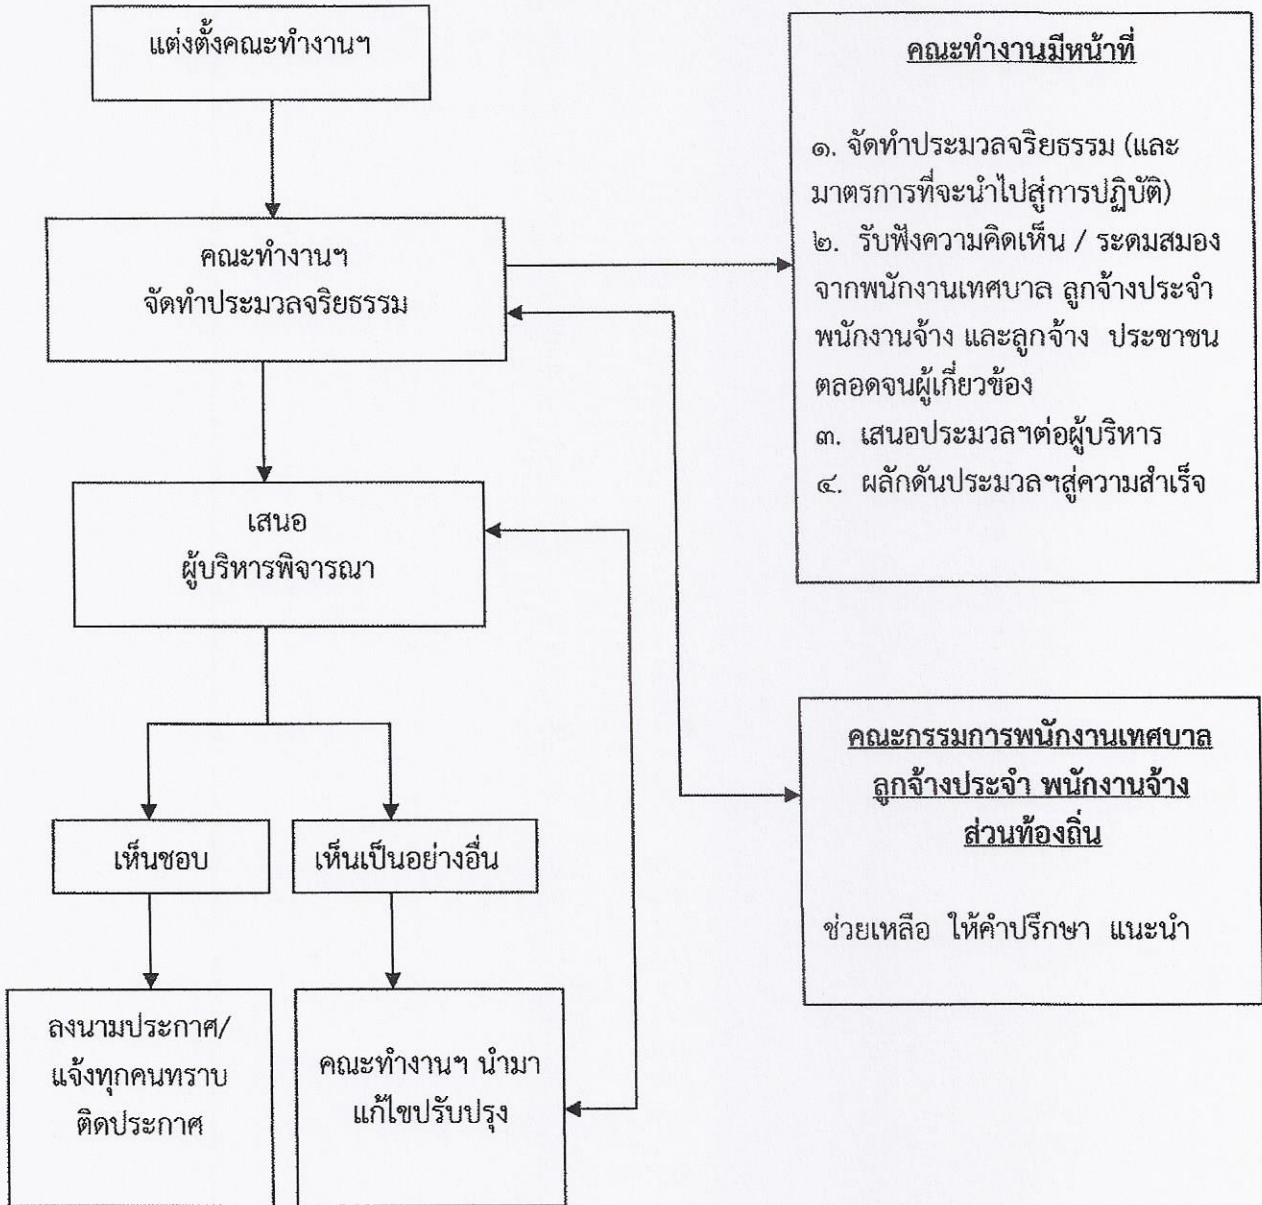 แต่งตั้งคณะทำงานฯ
คณะทำงานฯ
จัดทำประมวลจริยธรรม
เสนอ
ผู้บริหารพิจารณา
เห็นชอบ
เห็นเป็นอย่างอื่น
ลงนามประกาศ/
แจ้งทุกคนทราบ
ติดประกาศ
คณะทำงานฯ นำมา
แก้ไขปรับปรุง
คณะทำงานมีหน้าที่
๑. จัดทำประมวลจริยธรรม (และ
มาตรการที่จะนำไปสู่การปฏิบัติ)
๒. รับฟังความคิดเห็น / ระดมสมอง
จากพนักงานเทศบาล ลูกจ้างประจำ
พนักงานจ้าง และลูกจ้าง ประชาชน
ตลอดจนผู้เกี่ยวข้อง
๓. เสนอประมวลฯต่อผู้บริหาร
๔. ผลักดันประมวลฯสู่ความสำเร็จ
คณะกรรมการพนักงานเทศบาล
ลูกจ้างประจำ พนักงานจ้าง
ส่วนท้องถิ่น
ช่วยเหลือ ให้คำปรึกษา แนะนำ